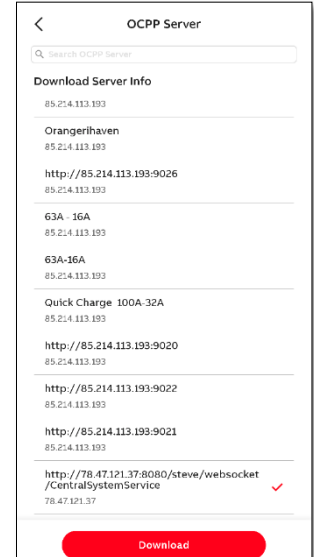 OCPP Server
Search OCPP Server
Download Server Info
85.214.113.193
Orangerihaven
85.214.113.193
http://85.214.113.193:9026
85.214.113.193
63A - 16A
85.214.113.193
63A-16A
85.214.113.193
Quick Charge 100A-32A
85.214.113.193
http://85.214.113.193:9020
85.214.113.193
http://85.214.113.193:9022
85.214.113.193
http://85.214.113.193:9021
85.214.113.193
http://78.47.121.37:8080/steve/websocket
/CentralSystemService
78.47.121.37
Download